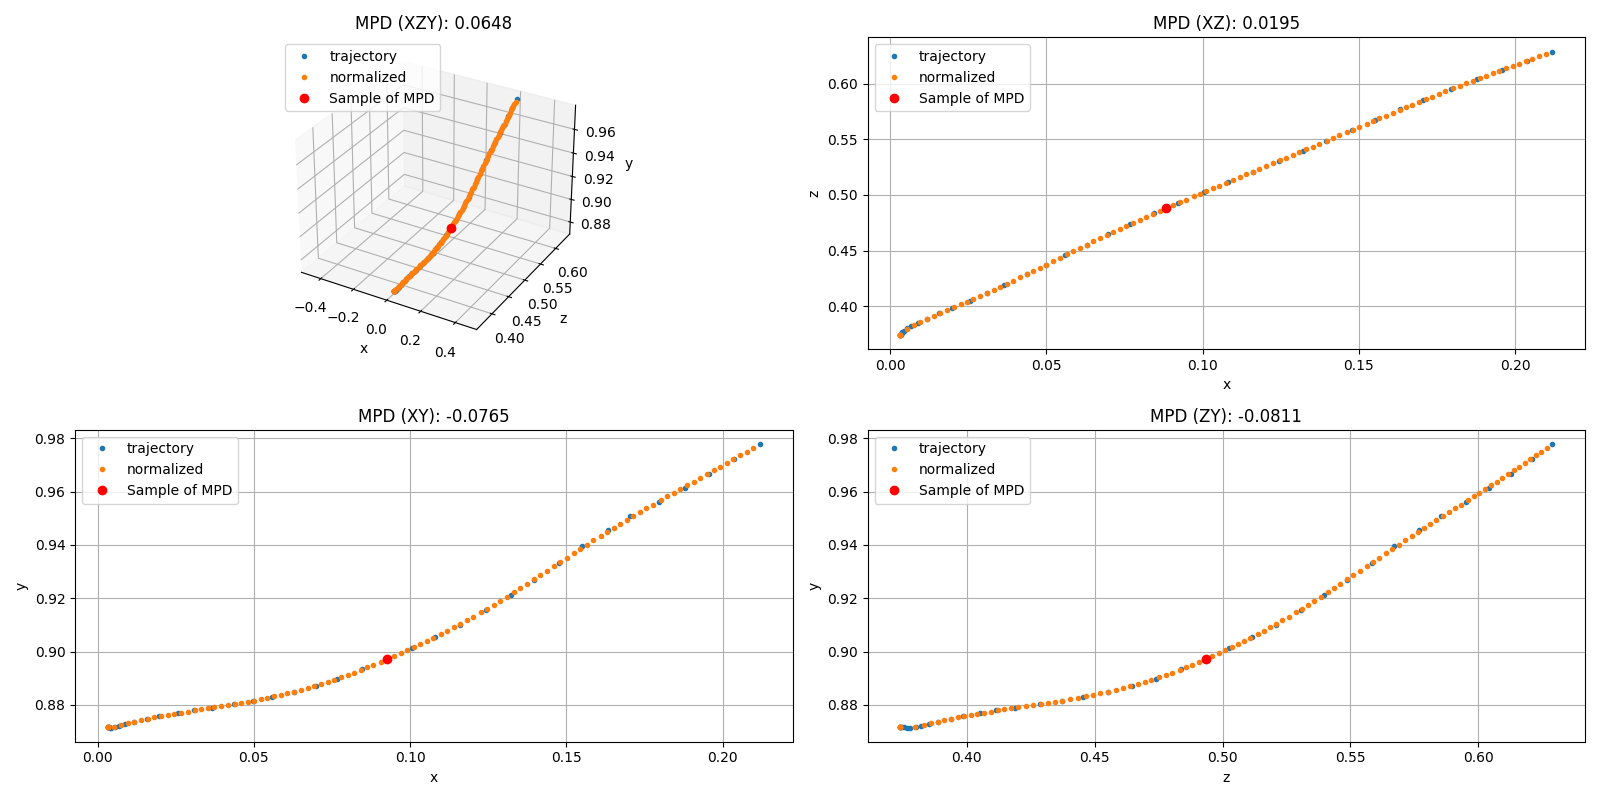 MPD (XZY): 0.0648
trajectory
normalized
Sample of MPD
0.96
0.94
0.92
0.90
0.88
y
0.60
0.55
0.50
0.45
0.40
z
−0.4
−0.2
0.0
0.2
0.4
x
MPD (XZ): 0.0195
trajectory
normalized
Sample of MPD
0.60
0.55
0.50
0.45
0.40
z
0.00 0.05 0.10 0.15 0.20
x
MPD (XY): -0.0765
trajectory
normalized
Sample of MPD
0.98
0.96
0.94
0.92
0.90
0.88
y
0.00 0.05 0.10 0.15 0.20
x
MPD (ZY): -0.0811
trajectory
normalized
Sample of MPD
0.98
0.96
0.94
0.92
0.90
0.88
y
0.40 0.45 0.50 0.55 0.60
z